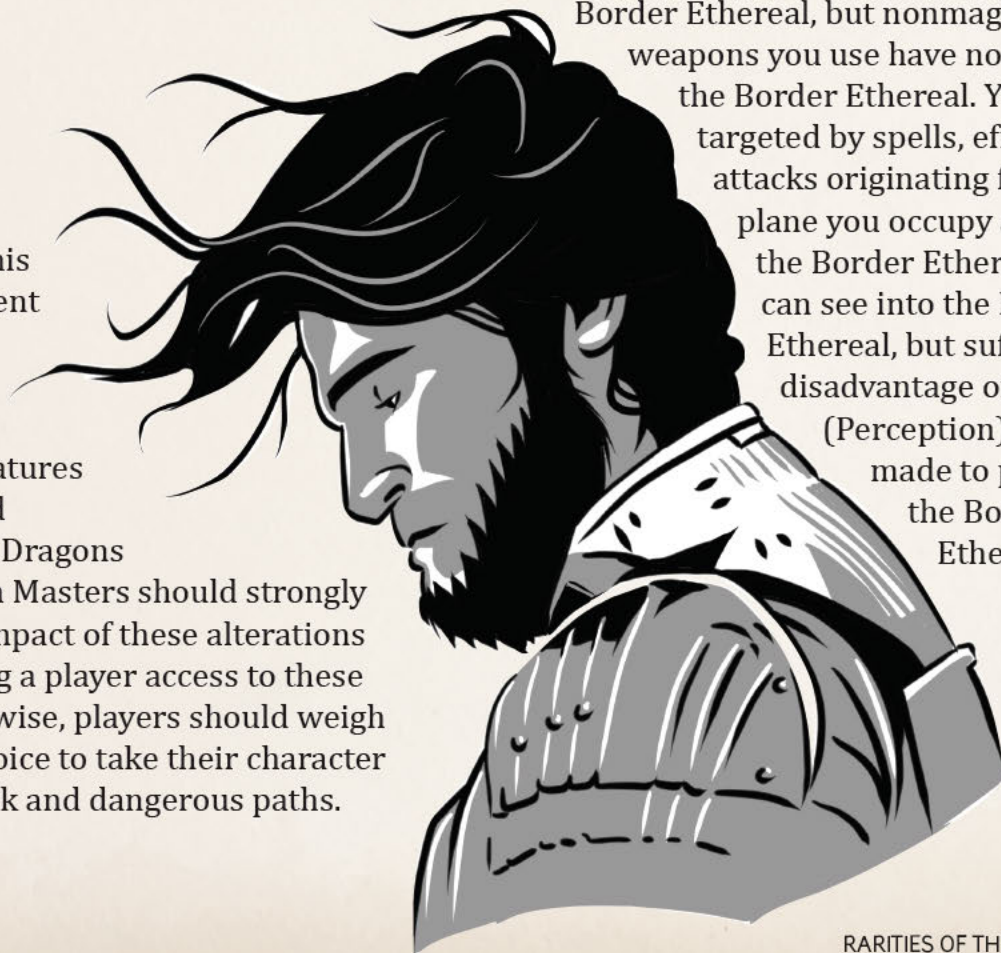 his
ent
atures
d
Dragons
n Masters should strongly
mpact of these alterations
g a player access to these
wise, players should weigh
oice to take their character
k and dangerous paths.
Border Ethereal, but nonmag
weapons you use have no
the Border Ethereal. Y
targeted by spells, eff
attacks originating f
plane you occupy
the Border Ether
can see into the
Ethereal, but suf
disadvantage o
(Perception)
made to p
the Bo
Ethe
RARITIES OF TH